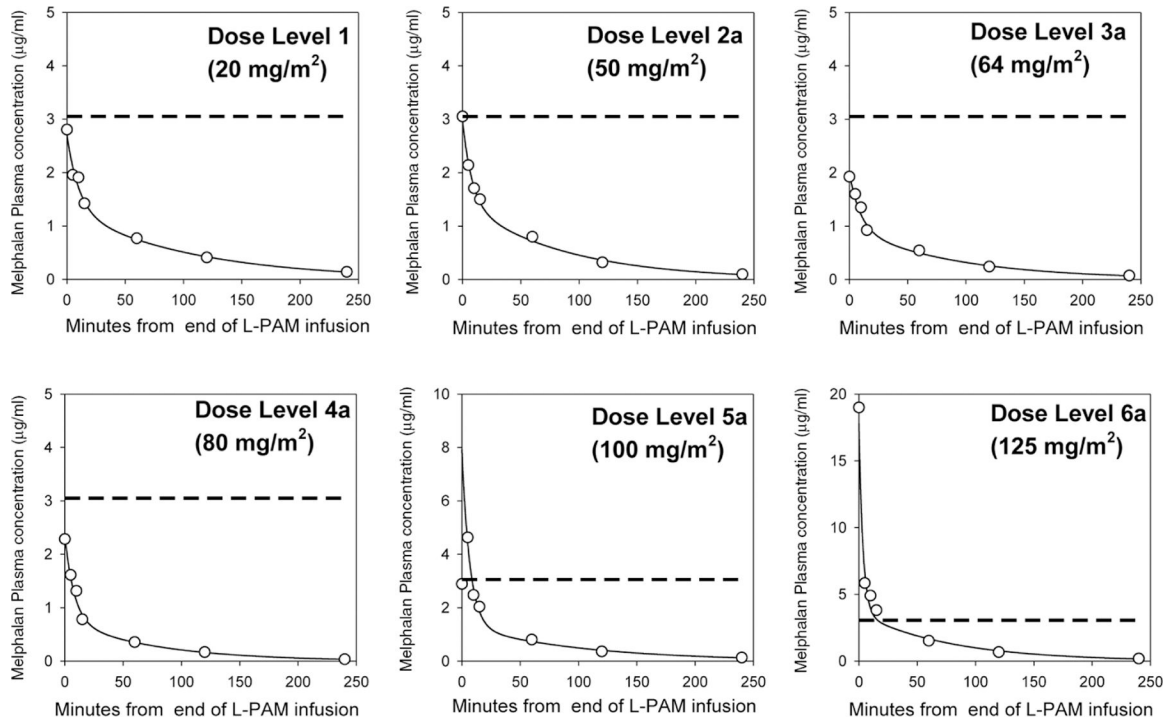 Melphalan Plasma concentration (µg/ml)
5
4
3
2
1
0
Dose Level 1
(20 mg/m²)
0 50 100 150 200 250
Minutes from end of L-PAM infusion
Melphalan Plasma concentration (µg/ml)
5
4
3
2
1
0
Dose Level 2a
(50 mg/m²)
0 50 100 150 200 250
Minutes from end of L-PAM infusion
Melphalan Plasma concentration (µg/ml)
5
4
3
2
1
0
Dose Level 3a
(64 mg/m²)
0 50 100 150 200 250
Minutes from end of L-PAM infusion
Melphalan Plasma concentration (µg/ml)
5
4
3
2
1
0
Dose Level 4a
(80 mg/m²)
0 50 100 150 200 250
Minutes from end of L-PAM infusion
Melphalan Plasma concentration (µg/ml)
10
8
6
4
2
0
Dose Level 5a
(100 mg/m²)
0 50 100 150 200 250
Minutes from end of L-PAM infusion
Melphalan Plasma concentration (µg/ml)
20
15
10
5
0
Dose Level 6a
(125 mg/m²)
0 50 100 150 200 250
Minutes from end of L-PAM infusion